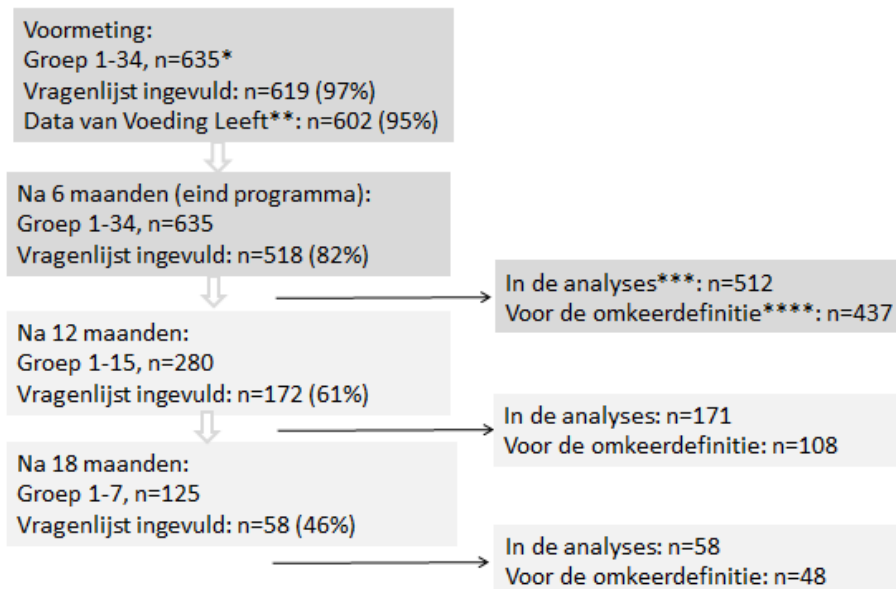 Voormeting:
Groep 1-34, n=635*
Vragenlijst ingevuld: n=619 (97%)
Data van Voeding Leeft**: n=602 (95%)
Na 6 maanden (eind programma):
Groep 1-34, n=635
Vragenlijst ingevuld: n=518 (82%)
In de analyses***: n=512
Voor de omkeerdefinitie****: n=437
Na 12 maanden:
Groep 1-15, n=280
Vragenlijst ingevuld: n=172 (61%)
In de analyses: n=171
Voor de omkeerdefinitie: n=108
Na 18 maanden:
Groep 1-7, n=125
Vragenlijst ingevuld: n=58 (46%)
In de analyses: n=58
Voor de omkeerdefinitie: n=48